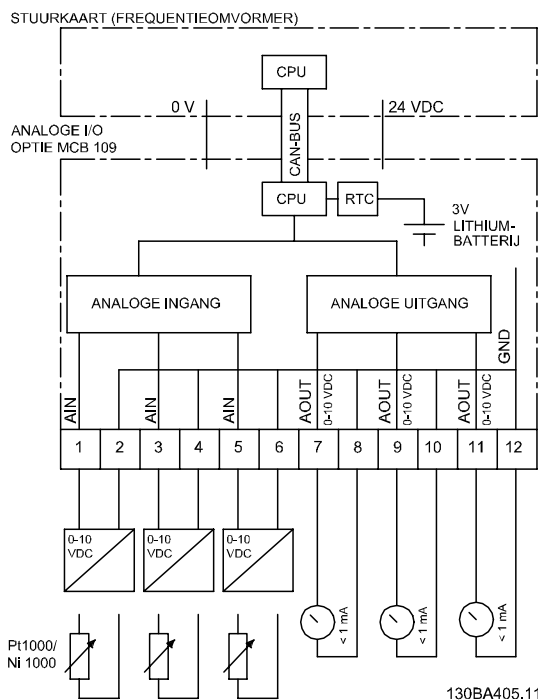 STUURKAART (FREQUENTIEOMVORMER)
CPU
0 V
24 VDC
CAN-BUS
ANALOGE I/O
OPTIE MCB 109
CPU
RTC
3V
LITHIUM-
BATTERIJ
ANALOGE INGANG
ANALOGE UITGANG
GND
AIN
AIN
AIN
AOUT
0-10 VDC
AOUT
0-10 VDC
AOUT
0-10 VDC
1 2 3 4 5 6 7 8 9 10 11 12
0-10
VDC
0-10
VDC
0-10
VDC
< 1 mA
< 1 mA
< 1 mA
Pt1000/
Ni 1000
130BA405.11